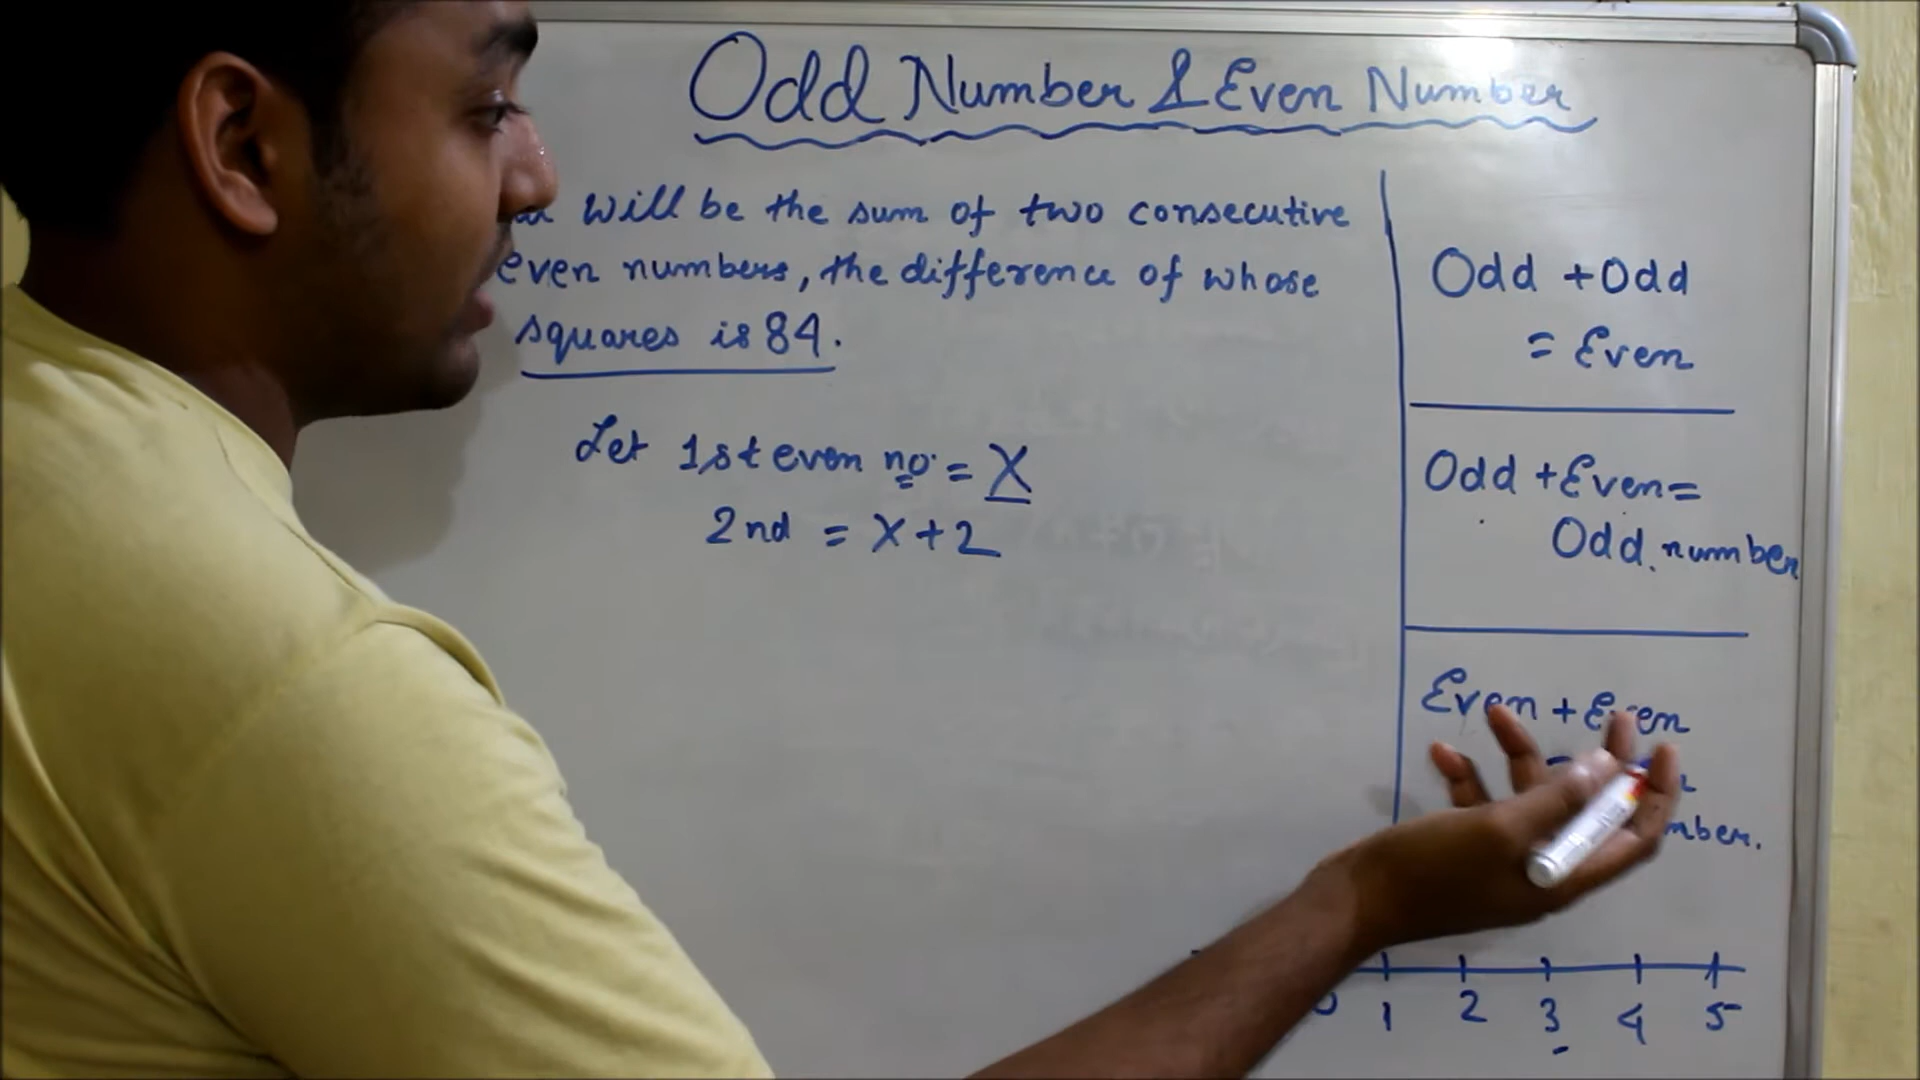 Odd Number & Even Number
will be the sum of two consecutive
even numbers, the difference of whose
squares is 84.
Let 1st even no. = X
2nd = X+2
Odd + Odd
= Even
Odd + Even =
Odd number
Even + Even
=
mber.
1 2 3 4 5